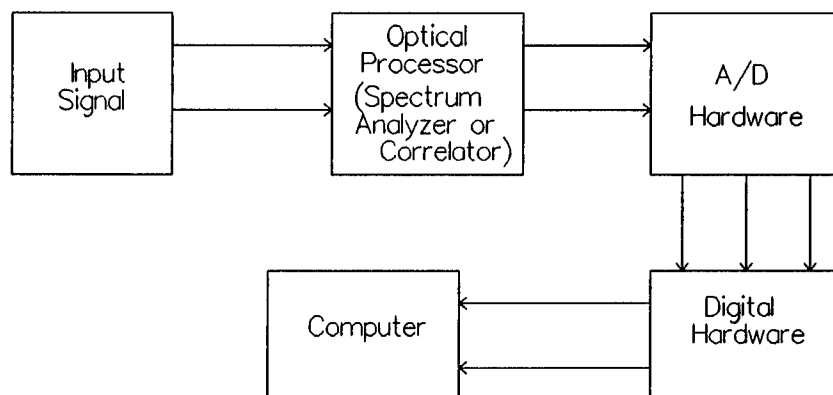 Input
Signal
Optical
Processor
(Spectrum
Analyzer or
Correlator)
A/D
Hardware
Computer
Digital
Hardware